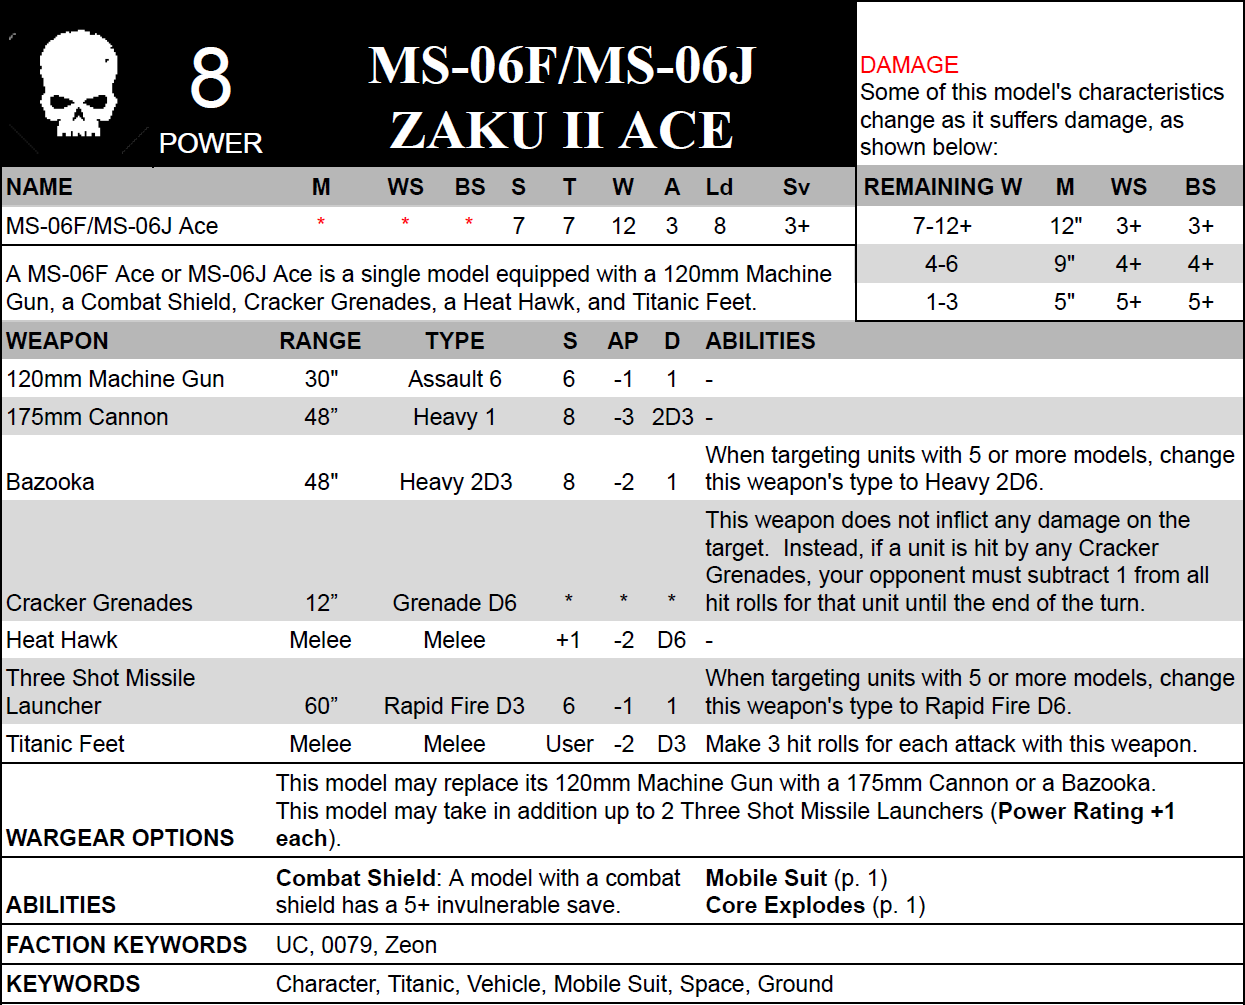 8
POWER
MS-06F/MS-06J
ZAKU II ACE
DAMAGE
Some of this model's characteristics
change as it suffers damage, as
shown below:
NAME M WS BS S T W A Ld Sv
MS-06F/MS-06J Ace * * * 7 7 12 3 8 3+
REMAINING W M WS BS
7-12+ 12" 3+ 3+
4-6 9" 4+ 4+
1-3 5" 5+ 5+
A MS-06F Ace or MS-06J Ace is a single model equipped with a 120mm Machine
Gun, a Combat Shield, Cracker Grenades, a Heat Hawk, and Titanic Feet.
WEAPON RANGE TYPE S AP D ABILITIES
120mm Machine Gun 30" Assault 6 6 -1 1 -
175mm Cannon 48” Heavy 1 8 -3 2D3 -
When targeting units with 5 or more models, change
Bazooka 48" Heavy 2D3 8 -2 1 this weapon's type to Heavy 2D6.
This weapon does not inflict any damage on the
target.  Instead, if a unit is hit by any Cracker
Grenades, your opponent must subtract 1 from all
Cracker Grenades 12” Grenade D6 * * * hit rolls for that unit until the end of the turn.
Heat Hawk Melee Melee +1 -2 D6 -
Three Shot Missile When targeting units with 5 or more models, change
Launcher 60” Rapid Fire D3 6 -1 1 this weapon's type to Rapid Fire D6.
Titanic Feet Melee Melee User -2 D3 Make 3 hit rolls for each attack with this weapon.
This model may replace its 120mm Machine Gun with a 175mm Cannon or a Bazooka.
This model may take in addition up to 2 Three Shot Missile Launchers (Power Rating +1
WARGEAR OPTIONS each).
Combat Shield: A model with a combat Mobile Suit (p. 1)
ABILITIES shield has a 5+ invulnerable save. Core Explodes (p. 1)
FACTION KEYWORDS UC, 0079, Zeon
KEYWORDS Character, Titanic, Vehicle, Mobile Suit, Space, Ground